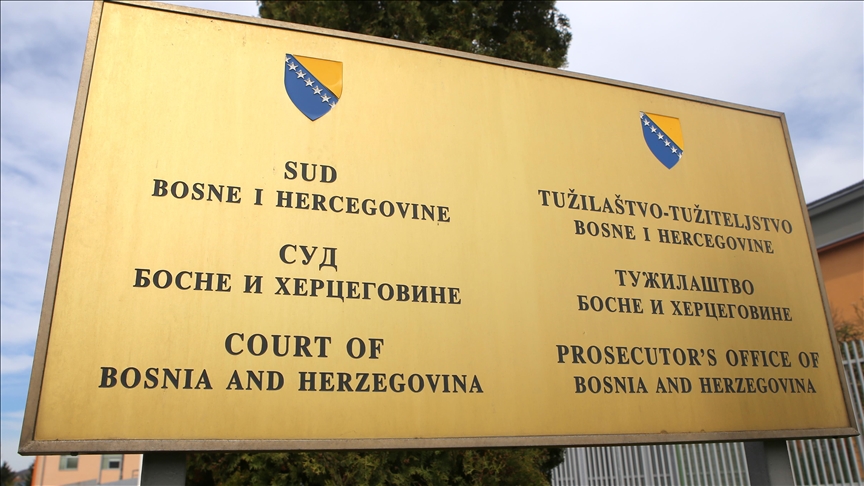 SUD
BOSNE I HERCEGOVINE
СУД
БОСНЕ И ХЕРЦЕГОВИНЕ
COURT OF
BOSNIA AND HERZEGOVINA
TUŽILAŠTVO-TUŽITELJSTVO
BOSNE I HERCEGOVINE
ТУЖИЛАШТВО
БОСНЕ И ХЕРЦЕГОВИНЕ
PROSECUTOR'S OFFICE OF
BOSNIA AND HERZEGOVINA